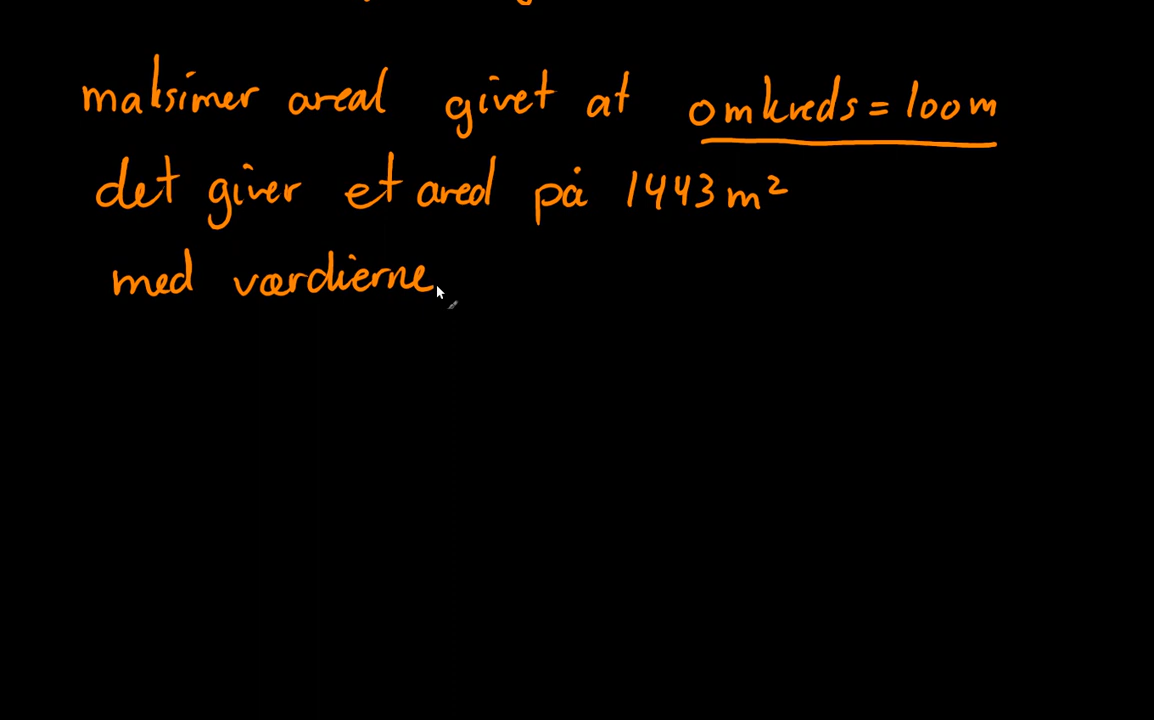 maksimer areal givet at omkreds = 100m
det giver et areal på 1443 m²
med værdierne